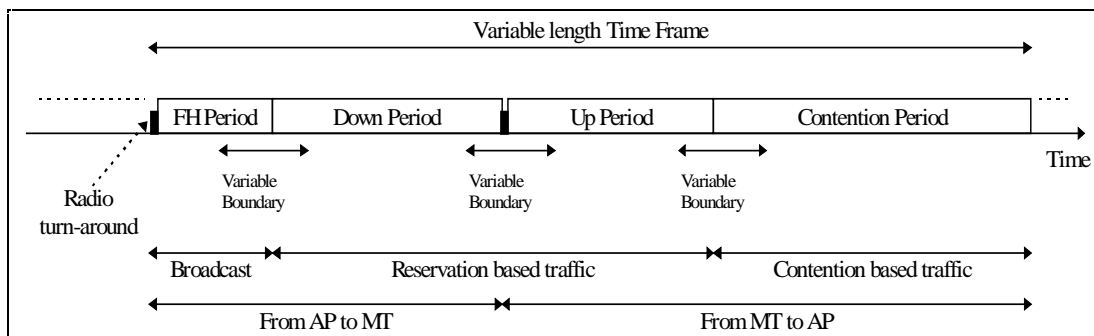 Variable length Time Frame
FH Period
Down Period
Up Period
Contention Period
Time
Radio
turn-around
Variable
Boundary
Variable
Boundary
Variable
Boundary
Broadcast
Reservation based traffic
Contention based traffic
From AP to MT
From MT to AP